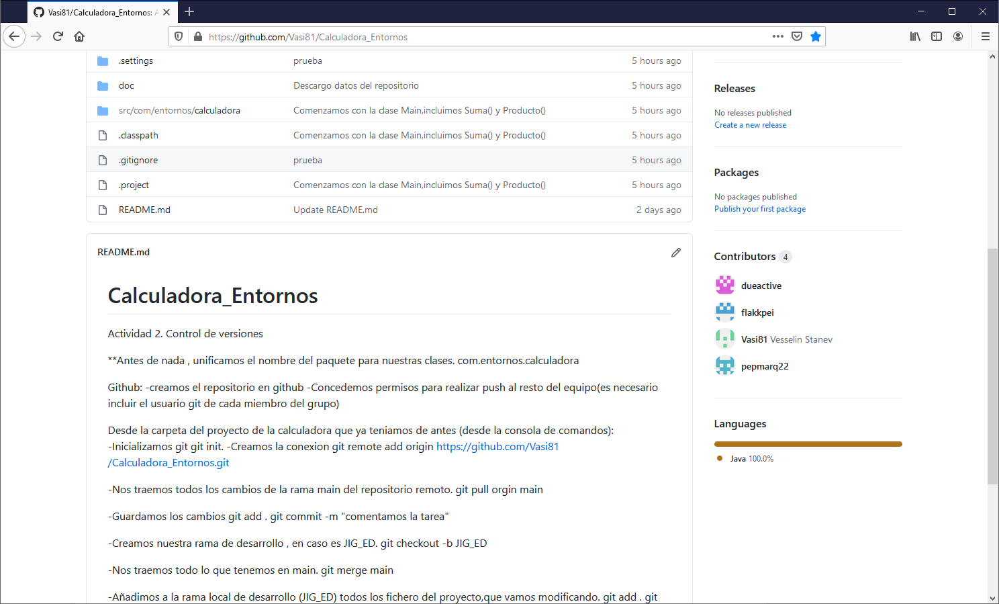 Vasi81/Calculadora_Entornos: A
https://github.com/Vasi81/Calculadora_Entornos
.settings prueba 5 hours ago
doc Descargo datos del repositorio 5 hours ago
src/com/entornos/calculadora Comenzamos con la clase Main,incluimos Suma() y Producto() 5 hours ago
.classpath Comenzamos con la clase Main,incluimos Suma() y Producto() 5 hours ago
.gitignore prueba 5 hours ago
.project Comenzamos con la clase Main,incluimos Suma() y Producto() 5 hours ago
README.md Update README.md 2 days ago
README.md
Calculadora_Entornos
Actividad 2. Control de versiones
**Antes de nada , unificamos el nombre del paquete para nuestras clases. com.entornos.calculadora
Github: -creamos el repositorio en github -Concedemos permisos para realizar push al resto del equipo(es necesario
incluir el usuario git de cada miembro del grupo)
Desde la carpeta del proyecto de la calculadora que ya teniamos de antes (desde la consola de comandos):
-Inicializamos git git init. -Creamos la conexion git remote add origin https://github.com/Vasi81
/Calculadora_Entornos.git
-Nos traemos todos los cambios de la rama main del repositorio remoto. git pull orgin main
-Guardamos los cambios git add . git commit -m "comentamos la tarea"
-Creamos nuestra rama de desarrollo , en caso es JIG_ED. git checkout -b JIG_ED
-Nos traemos todo lo que tenemos en main. git merge main
-Añadimos a la rama local de desarrollo (JIG_ED) todos los fichero del proyecto,que vamos modificando. git add . git
Releases
No releases published
Create a new release
Packages
No packages published
Publish your first package
Contributors 4
dueactive
flakkpei
Vasi81 Vesselin Stanev
pepmarq22
Languages
Java 100.0%